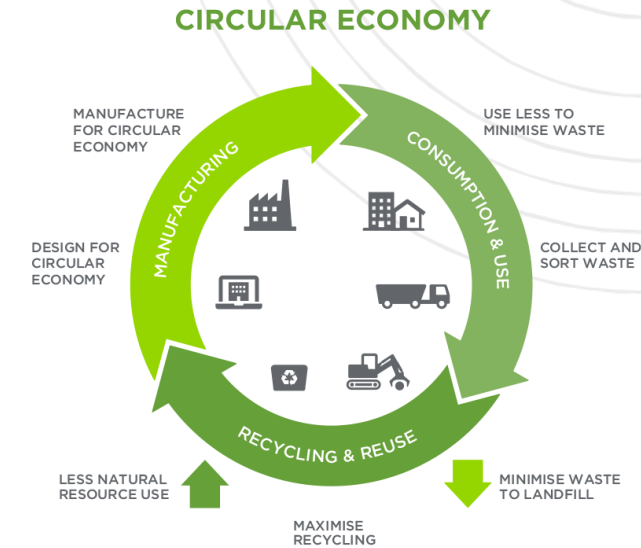 CIRCULAR ECONOMY
MANUFACTURE
FOR CIRCULAR
ECONOMY
USE LESS TO
MINIMISE WASTE
MANUFACTURING
CONSUMPTION & USE
DESIGN FOR
CIRCULAR
ECONOMY
COLLECT AND
SORT WASTE
RECYCLING & REUSE
LESS NATURAL
RESOURCE USE
MINIMISE WASTE
TO LANDFILL
MAXIMISE
RECYCLING